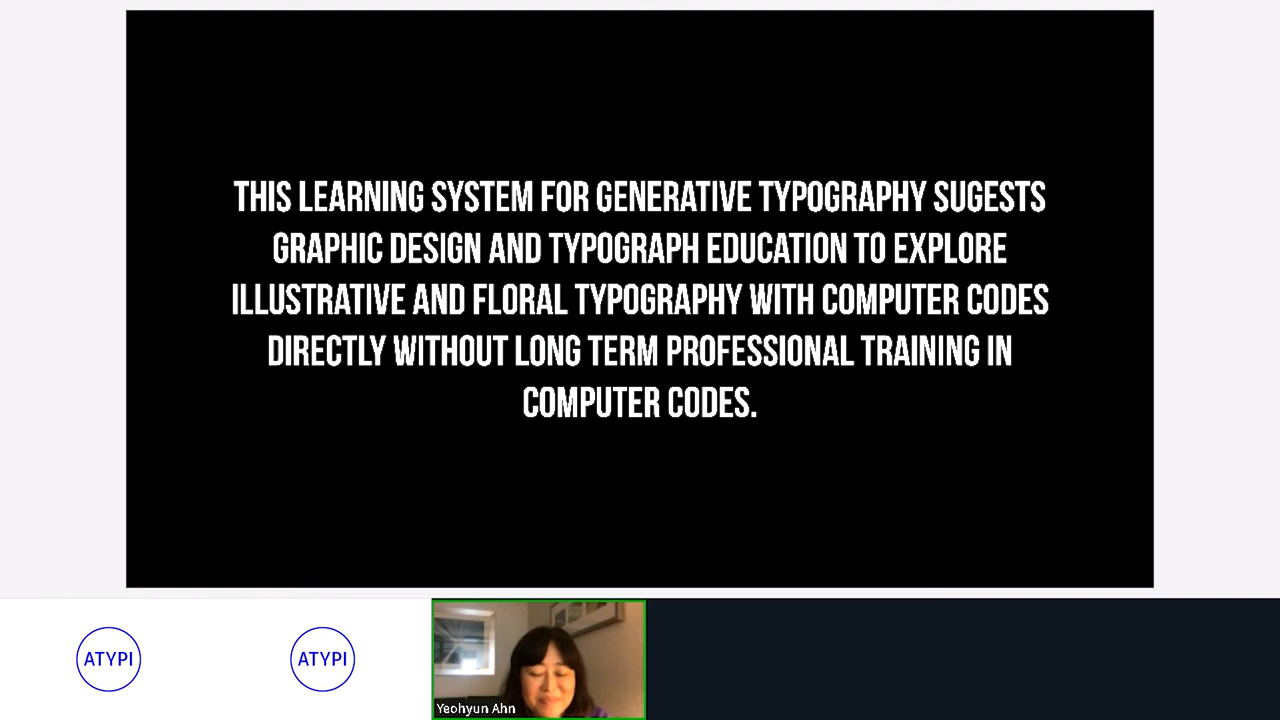 THIS LEARNING SYSTEM FOR GENERATIVE TYPOGRAPHY SUGESTS
GRAPHIC DESIGN AND TYPOGRAPH EDUCATION TO EXPLORE
ILLUSTRATIVE AND FLORAL TYPOGRAPHY WITH COMPUTER CODES
DIRECTLY WITHOUT LONG TERM PROFESSIONAL TRAINING IN
COMPUTER CODES.
ATYPI
ATYPI
Yeohyun Ahn